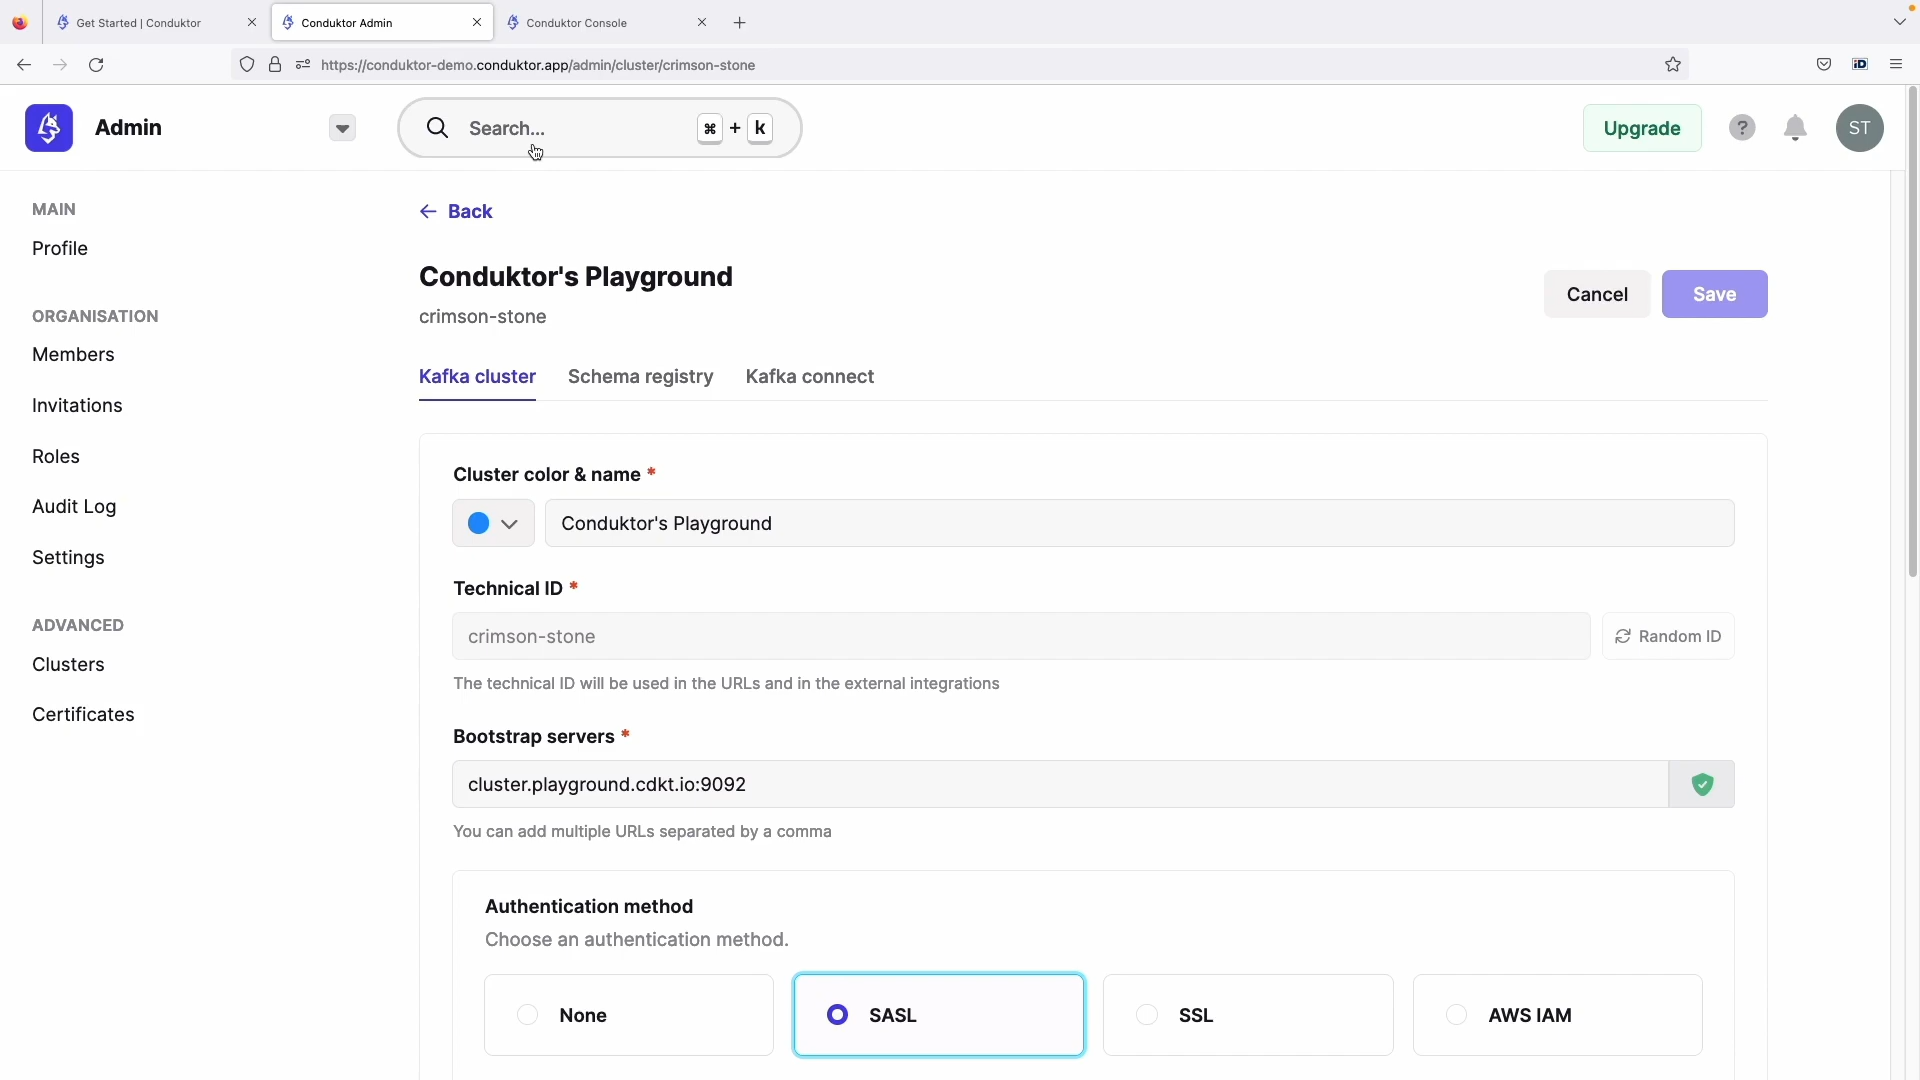 Get Started | Conduktor
Conduktor Admin
Conduktor Console
https://conduktor-demo.conduktor.app/admin/cluster/crimson-stone
iD
Admin
Search...
⌘ + k
Upgrade
?
ST
MAIN
Profile
ORGANISATION
Members
Invitations
Roles
Audit Log
Settings
ADVANCED
Clusters
Certificates
← Back
Conduktor's Playground
crimson-stone
Cancel
Save
Kafka cluster
Schema registry
Kafka connect
Cluster color & name *
Conduktor's Playground
Technical ID *
crimson-stone
Random ID
The technical ID will be used in the URLs and in the external integrations
Bootstrap servers *
cluster.playground.cdkt.io:9092
You can add multiple URLs separated by a comma
Authentication method
Choose an authentication method.
None
SASL
SSL
AWS IAM